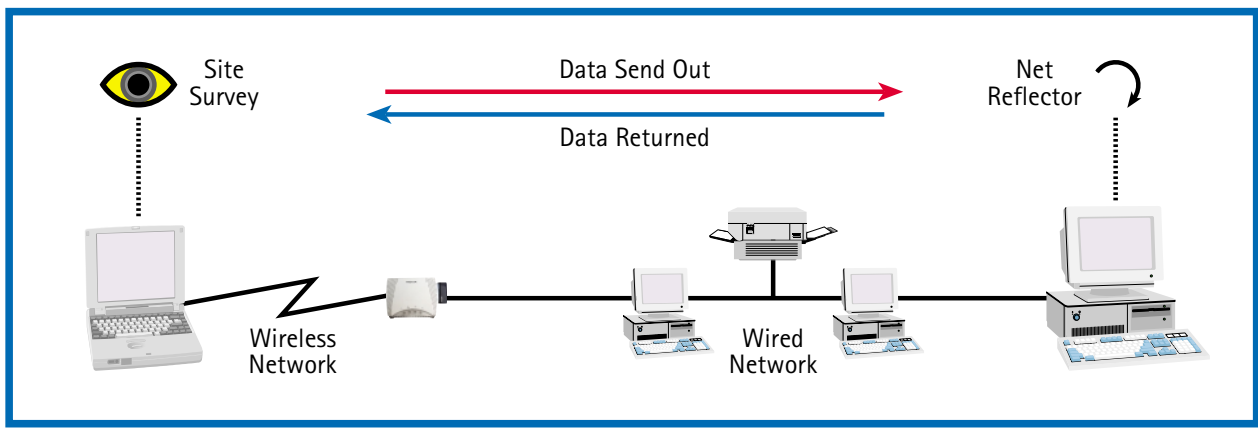 Site
Survey
Data Send Out
Data Returned
Net
Reflector
Wireless
Network
Wired
Network